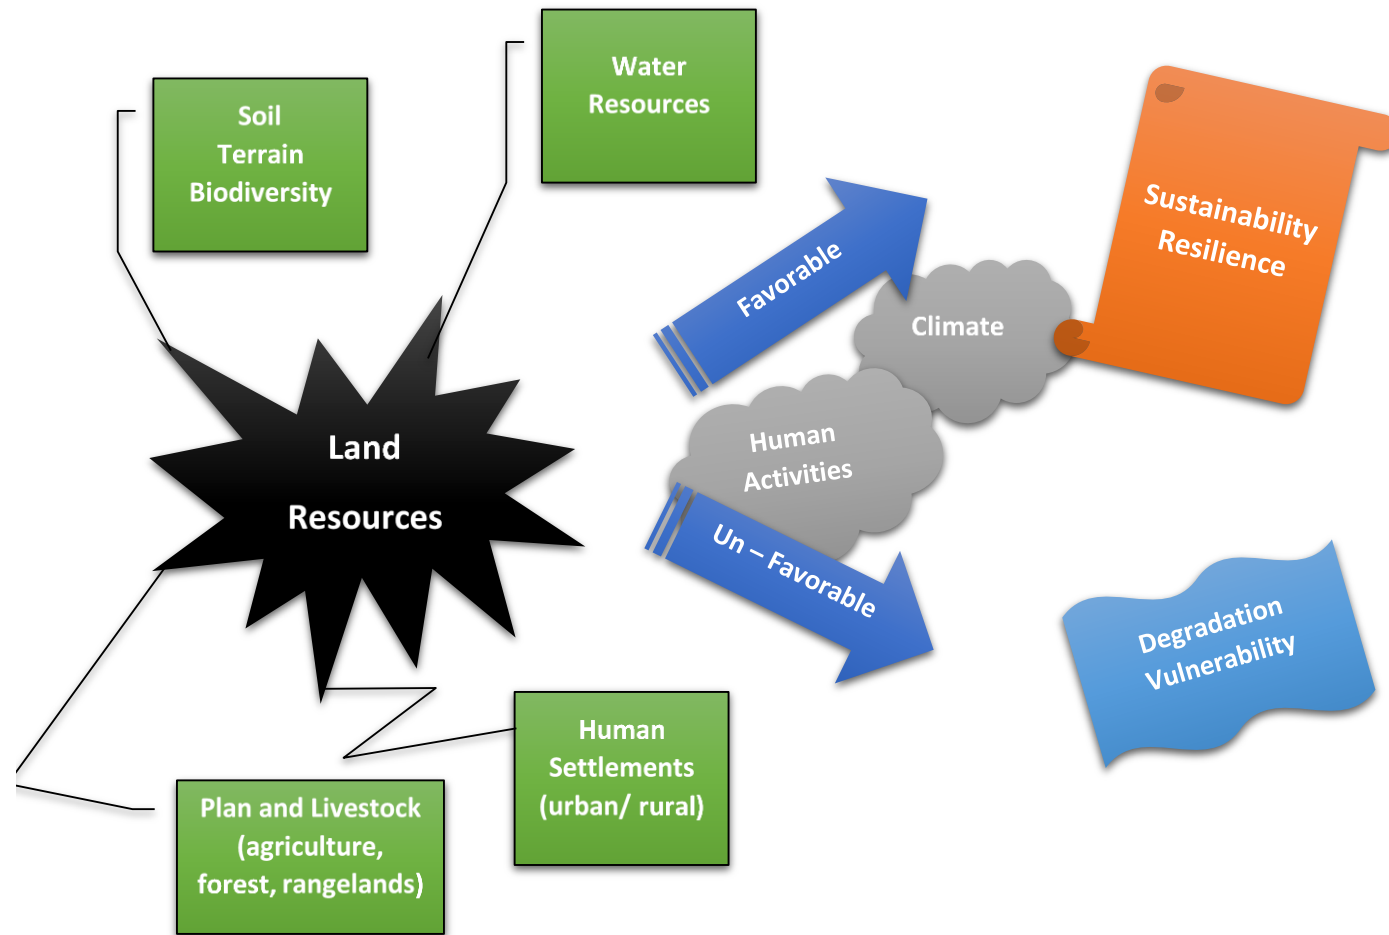 Soil
Terrain
Biodiversity
Water
Resources
Land
Resources
Plan and Livestock
(agriculture,
forest, rangelands)
Human
Settlements
(urban/ rural)
Favorable
Climate
Human
Activities
Un – Favorable
Sustainability
Resilience
Degradation
Vulnerability